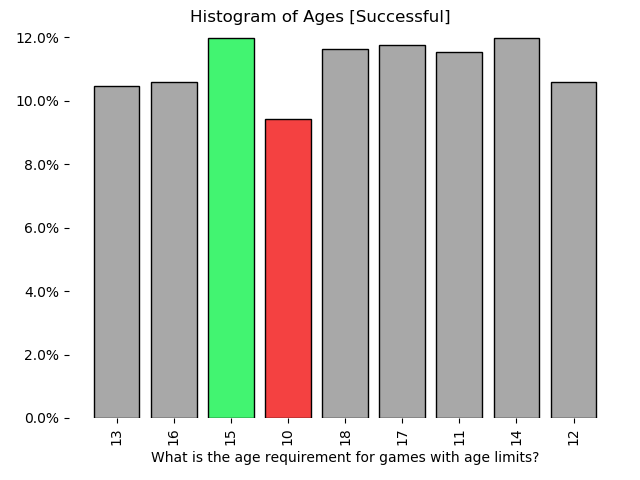 Histogram of Ages [Successful]
12.0%
10.0%
8.0%
6.0%
4.0%
2.0%
0.0%
13 16 15 10 18 17 11 14 12
What is the age requirement for games with age limits?